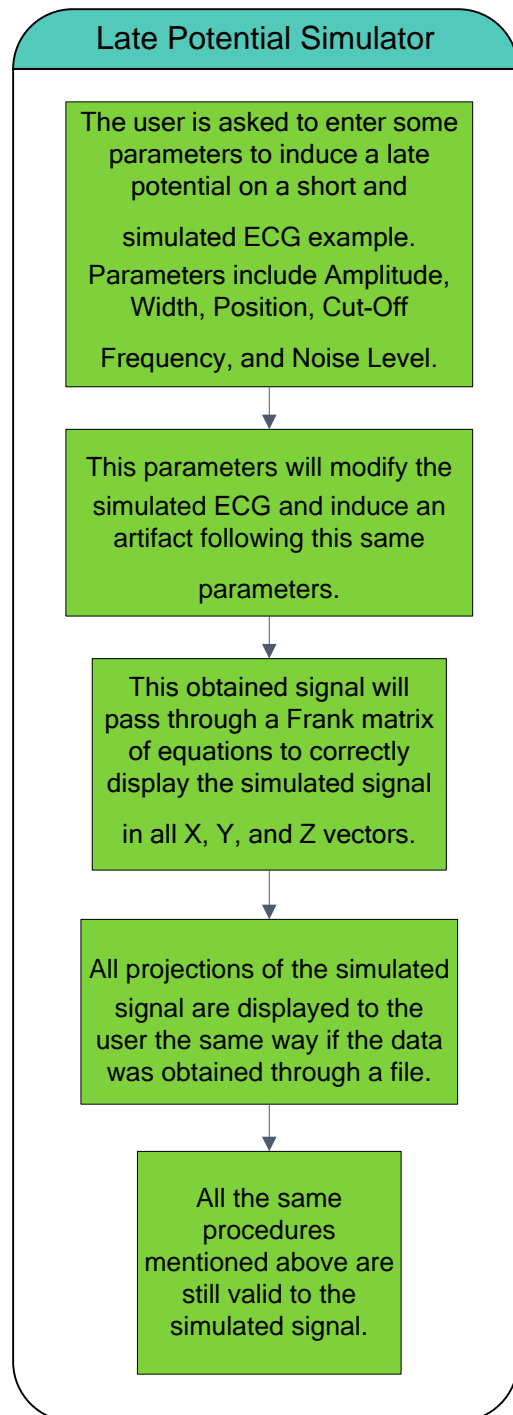 Late Potential Simulator
The user is asked to enter some
parameters to induce a late
potential on a short and
simulated ECG example.
Parameters include Amplitude,
Width, Position, Cut-Off
Frequency, and Noise Level.
This parameters will modify the
simulated ECG and induce an
artifact following this same
parameters.
This obtained signal will
pass through a Frank matrix
of equations to correctly
display the simulated signal
in all X, Y, and Z vectors.
All projections of the simulated
signal are displayed to the
user the same way if the data
was obtained through a file.
All the same
procedures
mentioned above are
still valid to the
simulated signal.